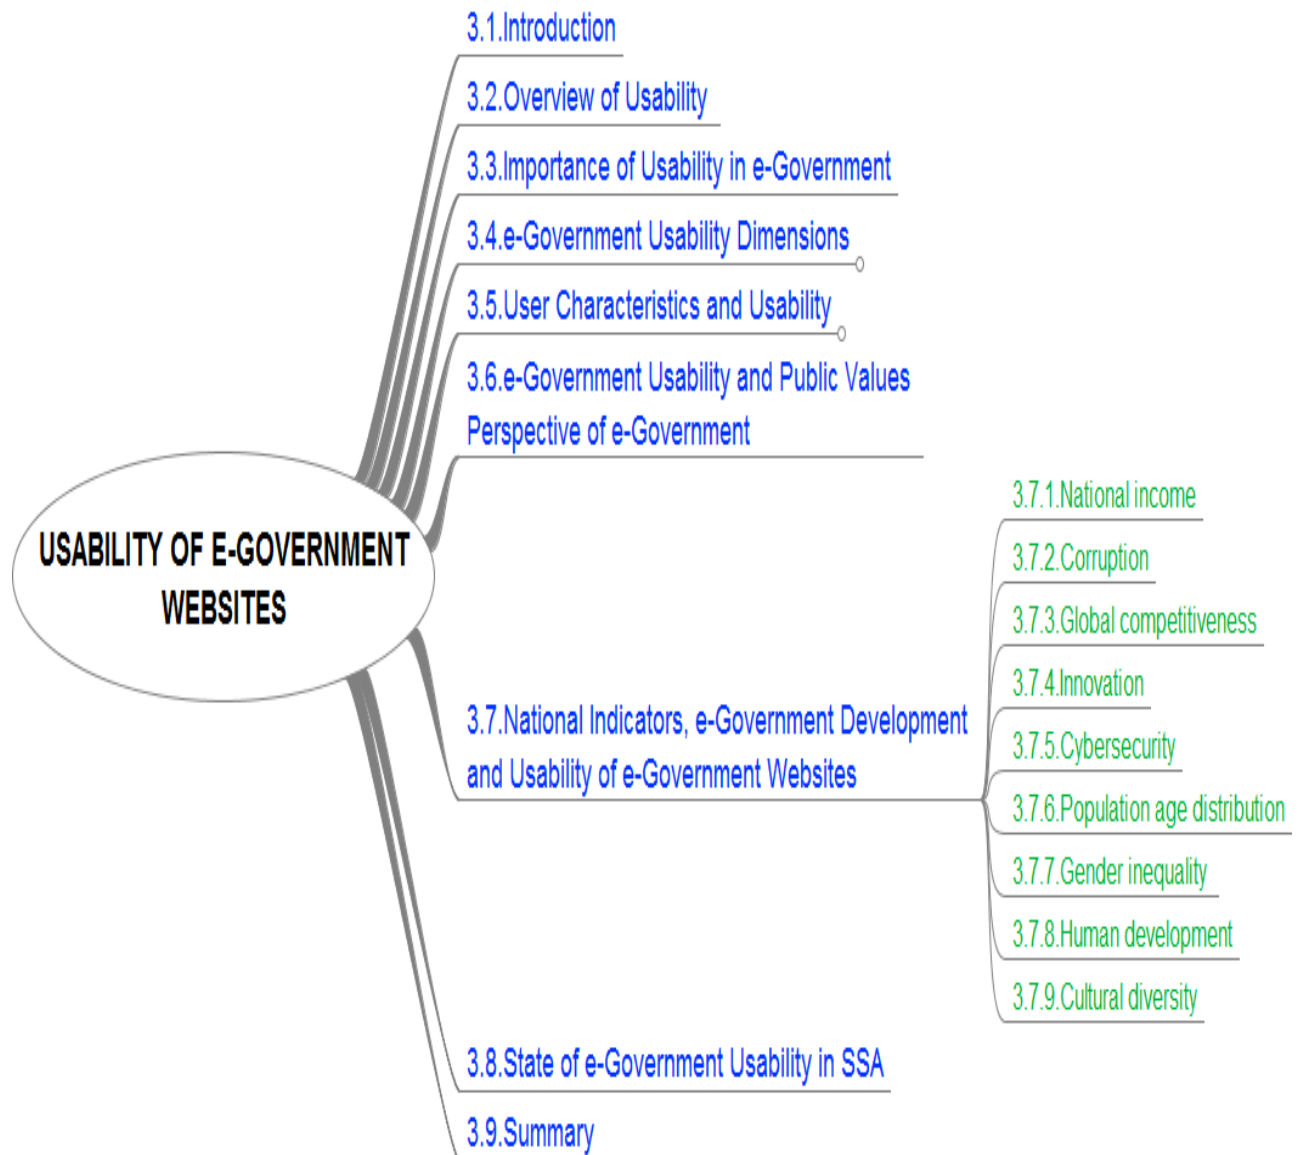 3.1.Introduction
3.2.Overview of Usability
3.3.Importance of Usability in e-Government
3.4.e-Government Usability Dimensions
3.5.User Characteristics and Usability
3.6.e-Government Usability and Public Values
Perspective of e-Government
USABILITY OF E-GOVERNMENT
WEBSITES
3.7.National Indicators, e-Government Development
and Usability of e-Government Websites
3.7.1.National income
3.7.2.Corruption
3.7.3.Global competitiveness
3.7.4.Innovation
3.7.5.Cybersecurity
3.7.6.Population age distribution
3.7.7.Gender inequality
3.7.8.Human development
3.7.9.Cultural diversity
3.8.State of e-Government Usability in SSA
3.9.Summary